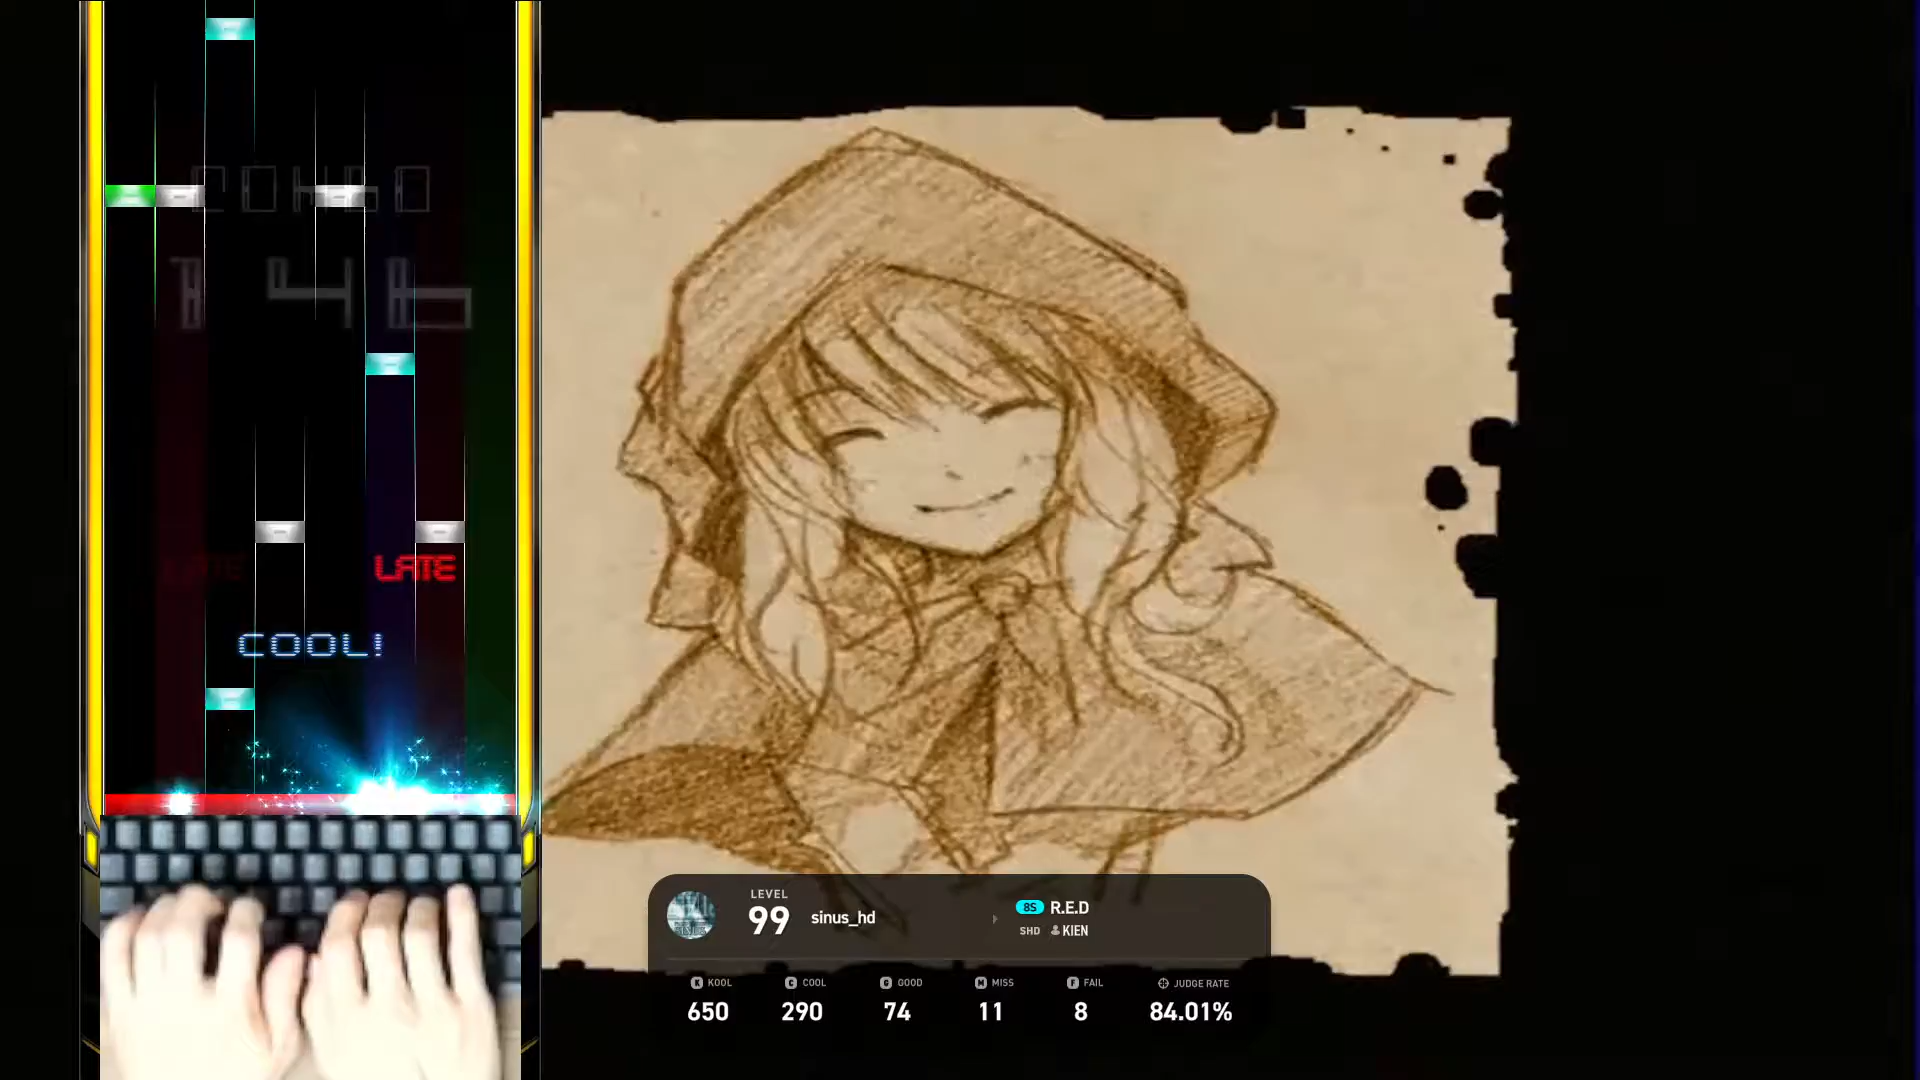 COMBO
146
LATE LATE
COOL!
LEVEL
99 sinus_hd
8S R.E.D
SHD KIEN
K KOOL C COOL G GOOD M MISS F FAIL JUDGE RATE
650 290 74 11 8 84.01%